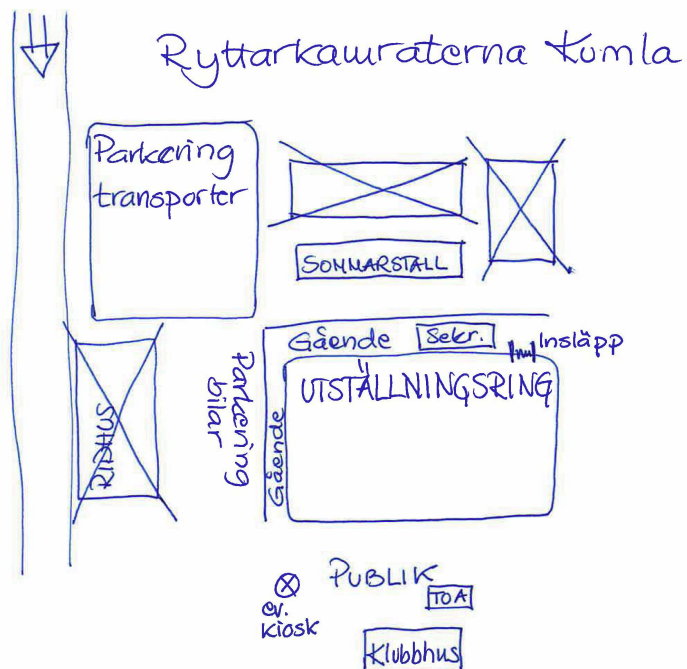 Ryttarkamraterna Kumla
Parkering
transporter
SOMMARSTALL
Gående
Sekr.
Insläpp
UTSTÄLLNINGSRING
Gående
Parkering
bilar
RIDHUS
PUBLIK
TOA
ev.
kiosk
Klubbhus